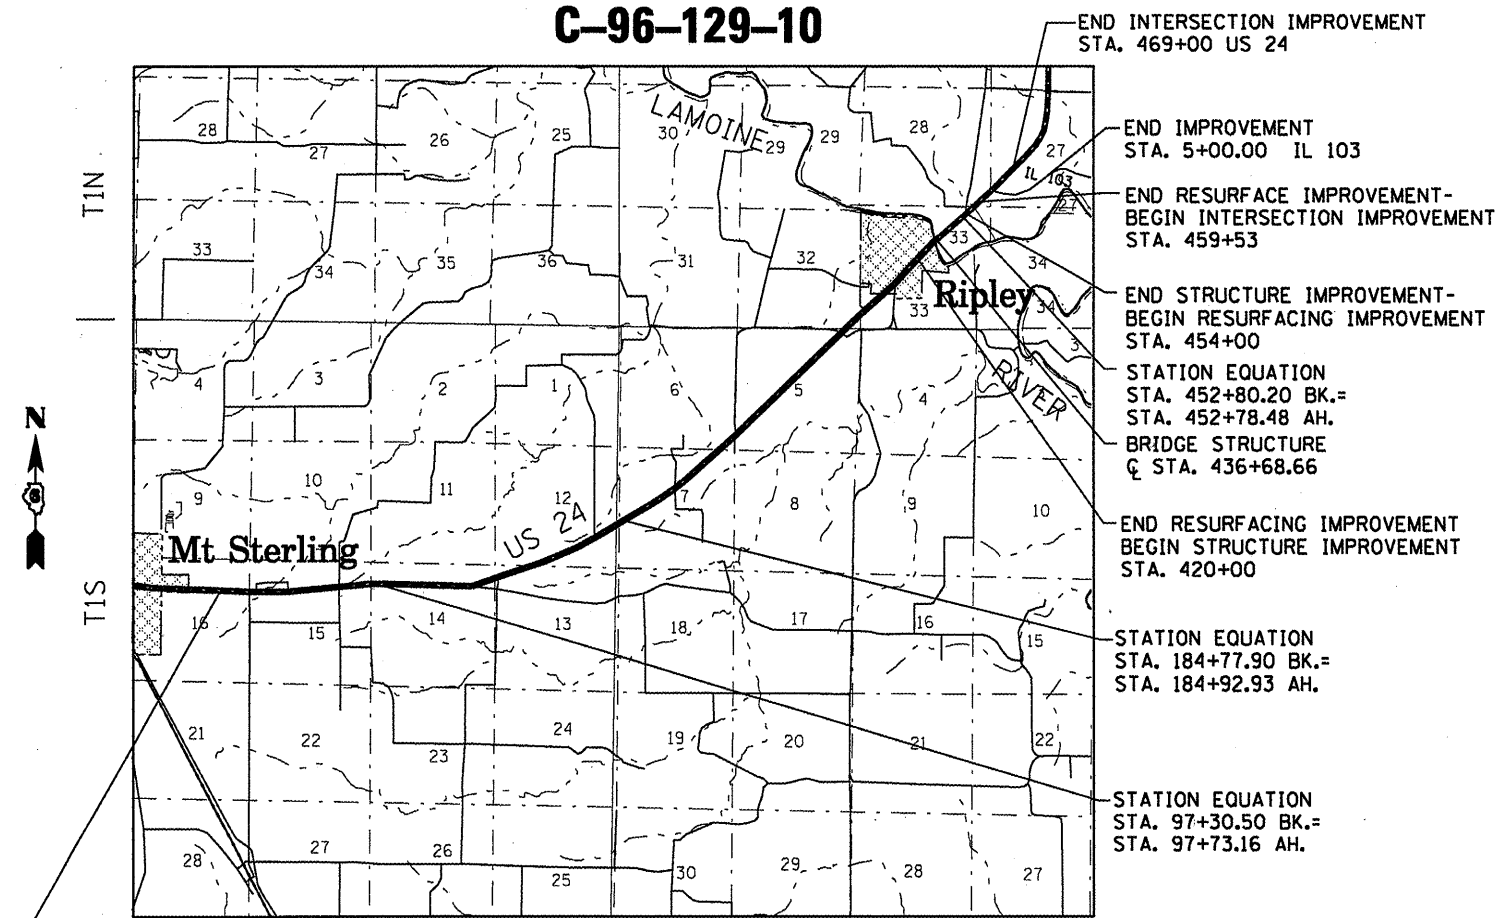 C–96–129–10
END INTERSECTION IMPROVEMENT
STA. 469+00 US 24
END IMPROVEMENT
STA. 5+00.00 IL 103
END RESURFACE IMPROVEMENT-
BEGIN INTERSECTION IMPROVEMENT
STA. 459+53
END STRUCTURE IMPROVEMENT-
BEGIN RESURFACING IMPROVEMENT
STA. 454+00
STATION EQUATION
STA. 452+80.20 BK.=
STA. 452+78.48 AH.
BRIDGE STRUCTURE
℄ STA. 436+68.66
END RESURFACING IMPROVEMENT
BEGIN STRUCTURE IMPROVEMENT
STA. 420+00
STATION EQUATION
STA. 184+77.90 BK.=
STA. 184+92.93 AH.
STATION EQUATION
STA. 97+30.50 BK.=
STA. 97+73.16 AH.
T1N
T1S
N
LAMOINE
RIVER
IL 103
Ripley
Mt Sterling
US 24
28 27 26 25 30 29 29 28 27 27
33 34 35 36 31 32 33 33 34 34
4 3 2 1 6 5 4 3 3
9 10 11 12 7 8 9 10
16 15 14 13 18 17 16 15
21 22 23 24 19 20 21 22
28 27 26 25 30 29 28 27